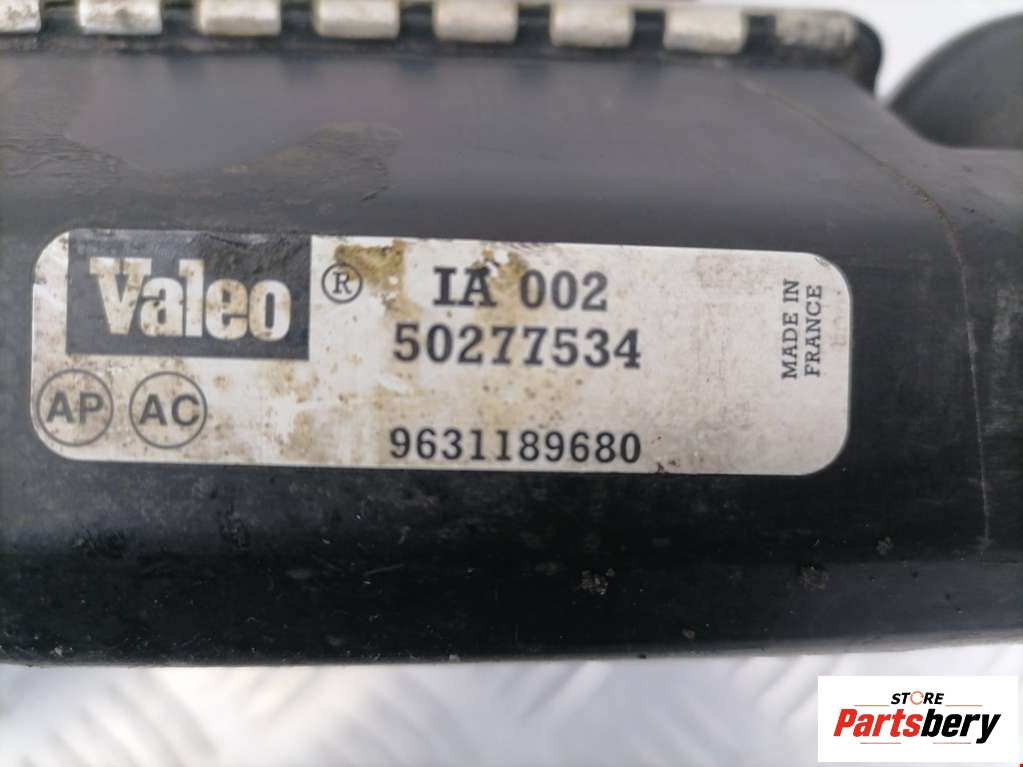 Valeo ® IA 002
50277534
AP AC
9631189680
MADE IN
FRANCE
STORE
Partsbery